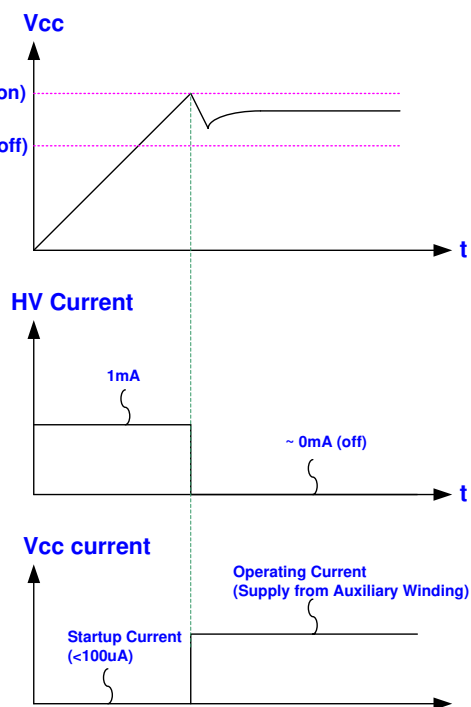 Vcc
on)
off)
t
HV Current
1mA
~ 0mA (off)
t
Vcc current
Operating Current
(Supply from Auxiliary Winding)
Startup Current
(<100uA)